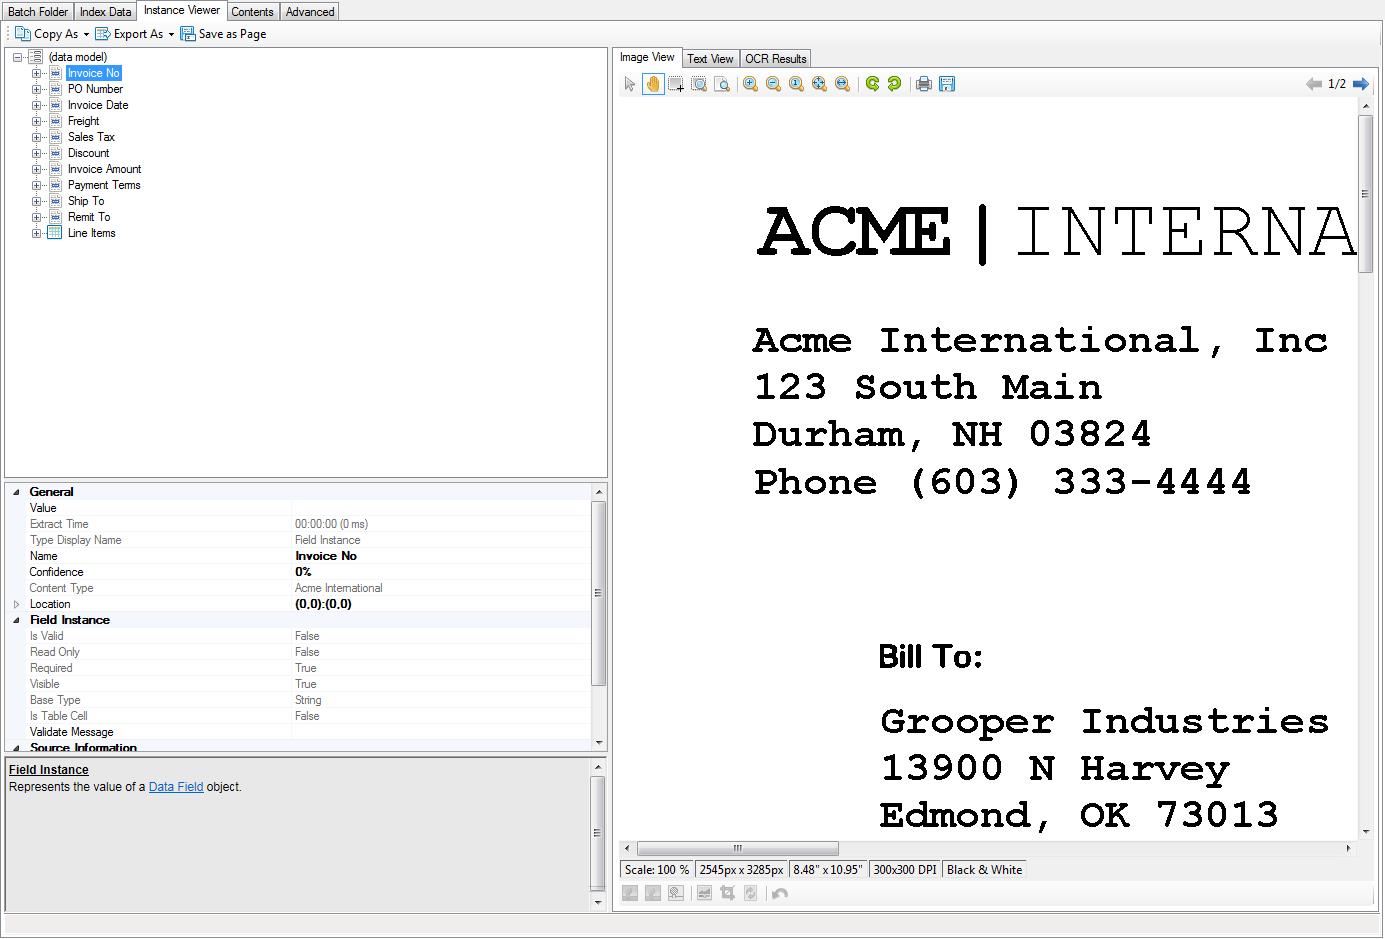 Batch Folder Index Data Instance Viewer Contents Advanced
Copy As Export As Save as Page
(data model)
Invoice No
PO Number
Invoice Date
Freight
Sales Tax
Discount
Invoice Amount
Payment Terms
Ship To
Remit To
Line Items
General
Value
Extract Time 00:00:00 (0 ms)
Type Display Name Field Instance
Name Invoice No
Confidence 0%
Content Type Acme International
Location (0,0):(0,0)
Field Instance
Is Valid False
Read Only False
Required True
Visible True
Base Type String
Is Table Cell False
Validate Message
Source Information
Field Instance
Represents the value of a Data Field object.
Image View Text View OCR Results
1/2
ACME | INTERNA
Acme International, Inc
123 South Main
Durham, NH 03824
Phone (603) 333-4444
Bill To:
Grooper Industries
13900 N Harvey
Edmond, OK 73013
Scale: 100 % 2545px x 3285px 8.48" x 10.95" 300x300 DPI Black & White